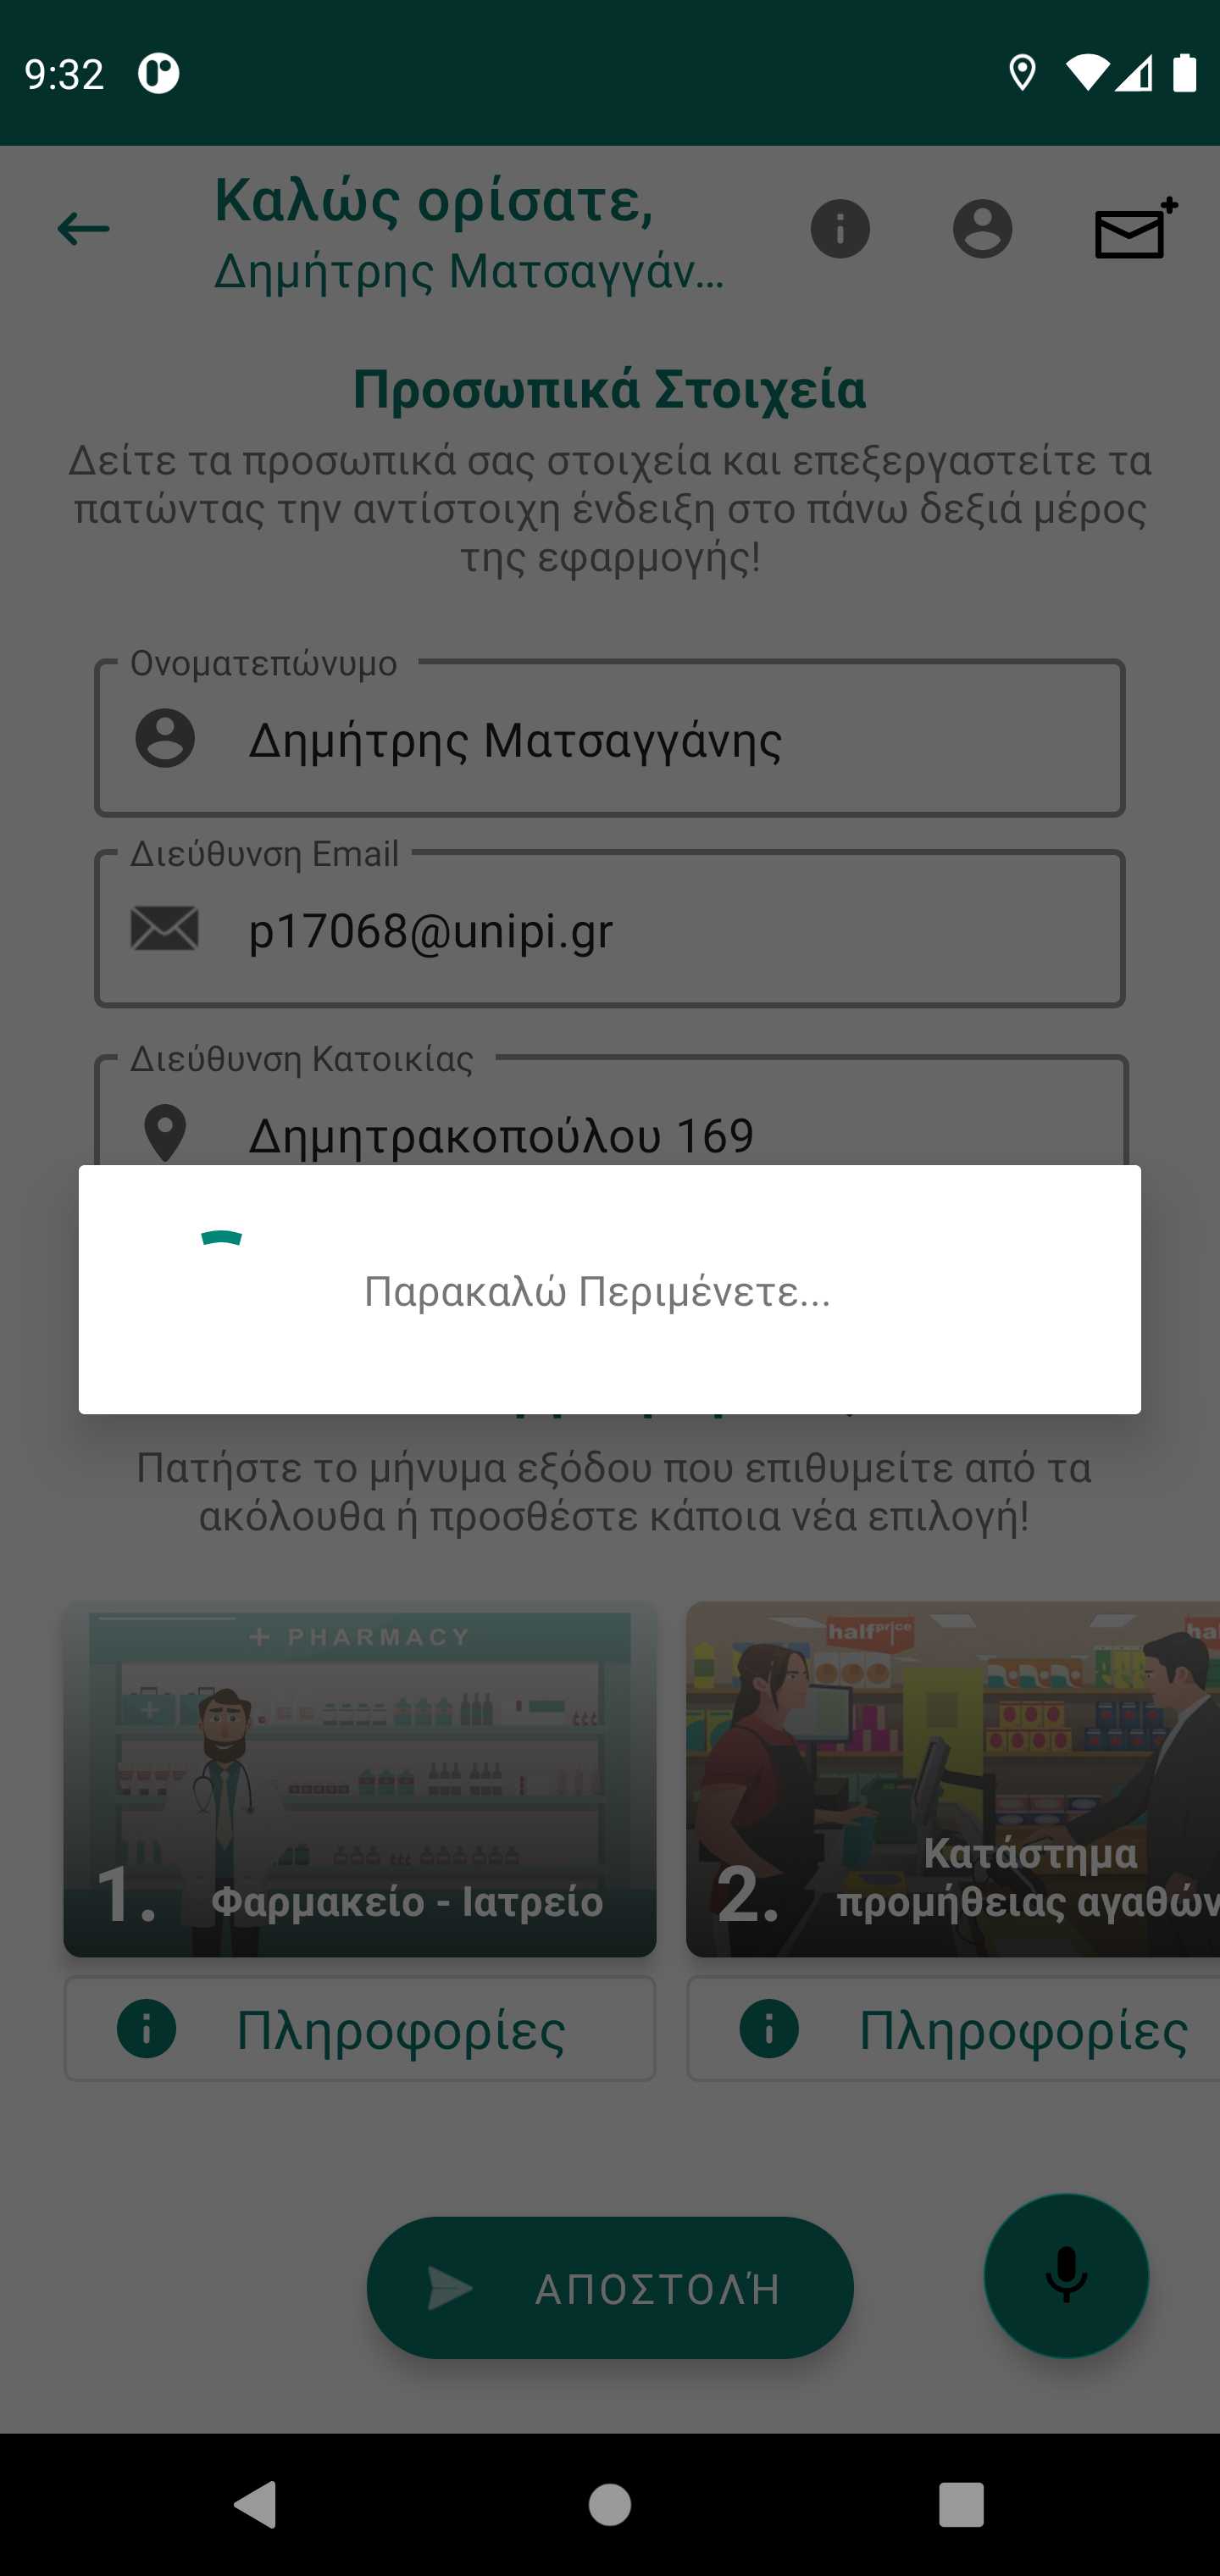 9:32
Καλώς ορίσατε,
Δημήτρης Ματσαγγάν...
Προσωπικά Στοιχεία
Δείτε τα προσωπικά σας στοιχεία και επεξεργαστείτε τα
πατώντας την αντίστοιχη ένδειξη στο πάνω δεξιά μέρος
της εφαρμογής!
Ονοματεπώνυμο
Δημήτρης Ματσαγγάνης
Διεύθυνση Email
p17068@unipi.gr
Διεύθυνση Κατοικίας
Δημητρακοπούλου 169
Παρακαλώ Περιμένετε...
Πατήστε το μήνυμα εξόδου που επιθυμείτε από τα
ακόλουθα ή προσθέστε κάποια νέα επιλογή!
+ PHARMACY
halfprice
ha
1. Φαρμακείο - Ιατρείο
2. Κατάστημα
προμήθειας αγαθών
Πληροφορίες
Πληροφορίες
ΑΠΟΣΤΟΛΉ